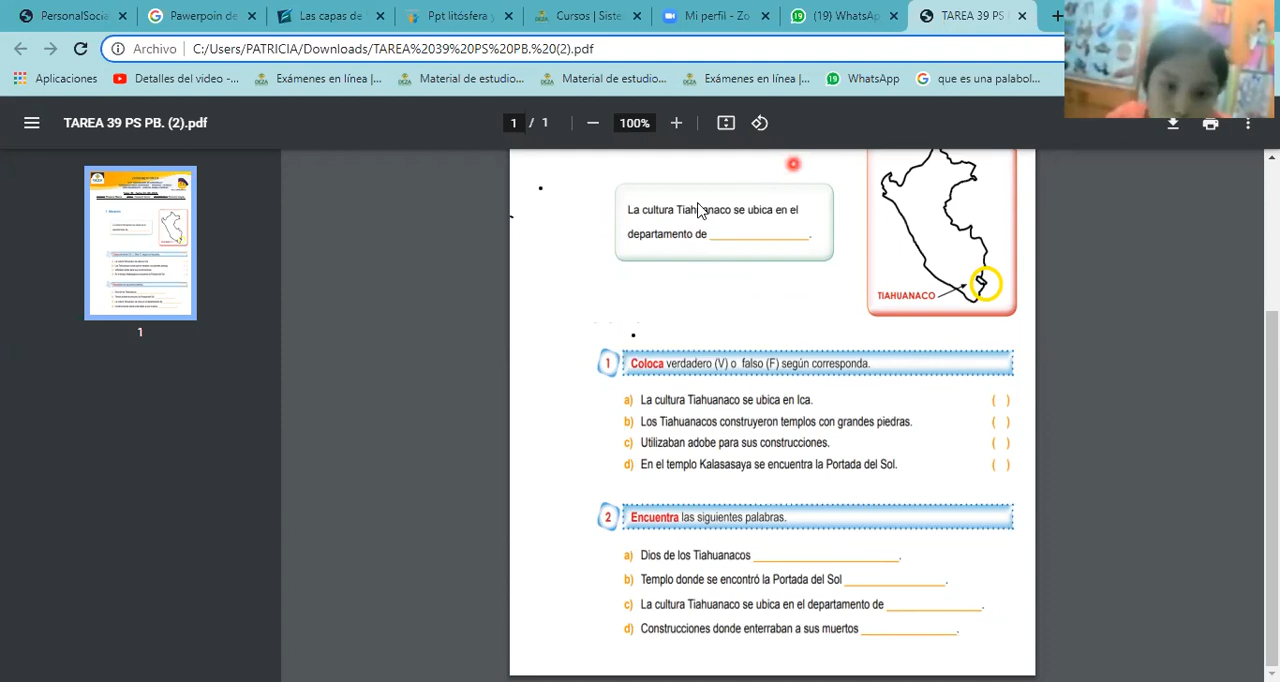 PersonalSocia
Pawerpoin de
Las capas de
Ppt litósfera y
Cursos | Siste
Mi perfil - Zo
(19) WhatsAp
TAREA 39 PS
Archivo C:/Users/PATRICIA/Downloads/TAREA%2039%20PS%20PB.%20(2).pdf
Aplicaciones
Detalles del video -...
Exámenes en línea |...
Material de estudio...
Material de estudio...
Exámenes en línea |...
WhatsApp
que es una palabol...
TAREA 39 PS PB. (2).pdf
1 / 1
100%
1
La cultura Tiahuanaco se ubica en el
departamento de ____________.
TIAHUANACO
1 Coloca verdadero (V) o falso (F) según corresponda.
a) La cultura Tiahuanaco se ubica en Ica. ( )
b) Los Tiahuanacos construyeron templos con grandes piedras. ( )
c) Utilizaban adobe para sus construcciones. ( )
d) En el templo Kalasasaya se encuentra la Portada del Sol. ( )
2 Encuentra las siguientes palabras.
a) Dios de los Tiahuanacos ____________.
b) Templo donde se encontró la Portada del Sol ____________.
c) La cultura Tiahuanaco se ubica en el departamento de ____________.
d) Construcciones donde enterraban a sus muertos ____________.